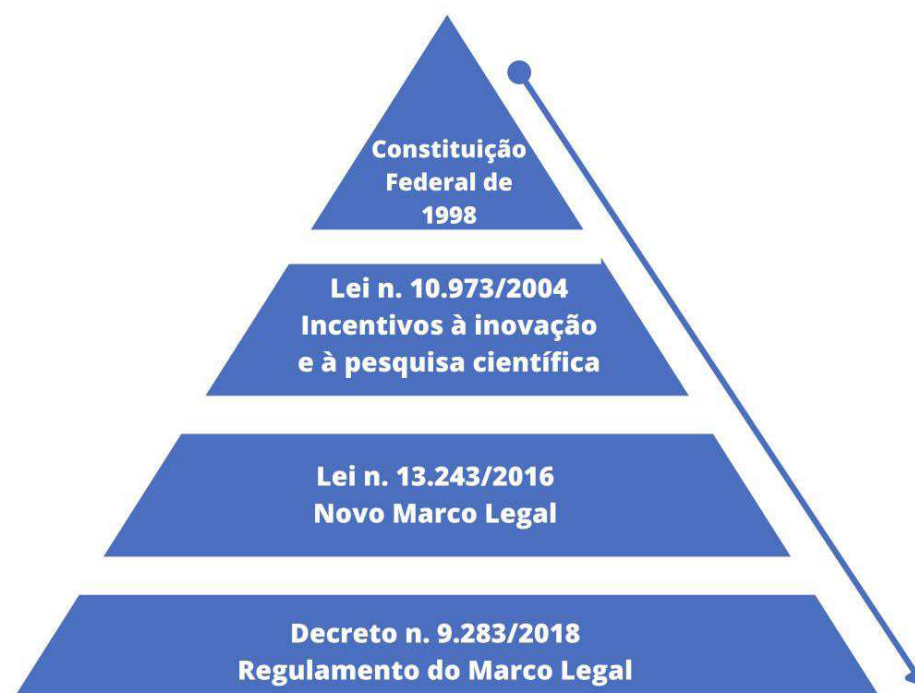 Constituição
Federal de
1998
Lei n. 10.973/2004
Incentivos à inovação
e à pesquisa científica
Lei n. 13.243/2016
Novo Marco Legal
Decreto n. 9.283/2018
Regulamento do Marco Legal